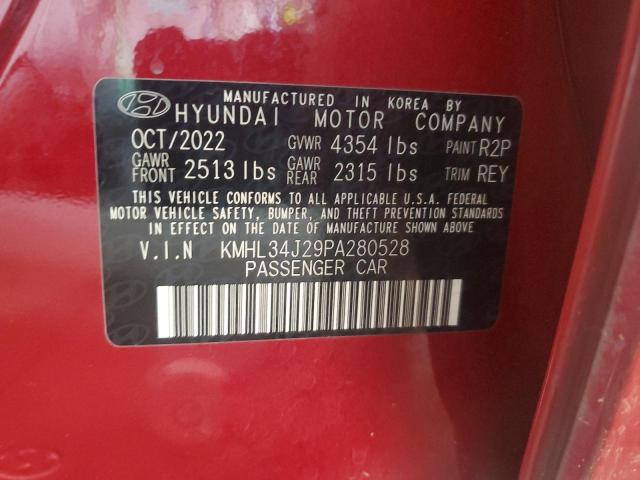 MANUFACTURED IN KOREA BY
HYUNDAI MOTOR COMPANY
OCT/2022 GVWR 4354 lbs PAINT R2P
GAWR FRONT 2513 lbs GAWR REAR 2315 lbs TRIM REY
THIS VEHICLE CONFORMS TO ALL APPLICABLE U.S.A. FEDERAL
MOTOR VEHICLE SAFETY, BUMPER, AND THEFT PREVENTION STANDARDS
IN EFFECT ON THE DATE OF MANUFACTURE SHOWN ABOVE.
V.I.N KMHL34J29PA280528
PASSENGER CAR